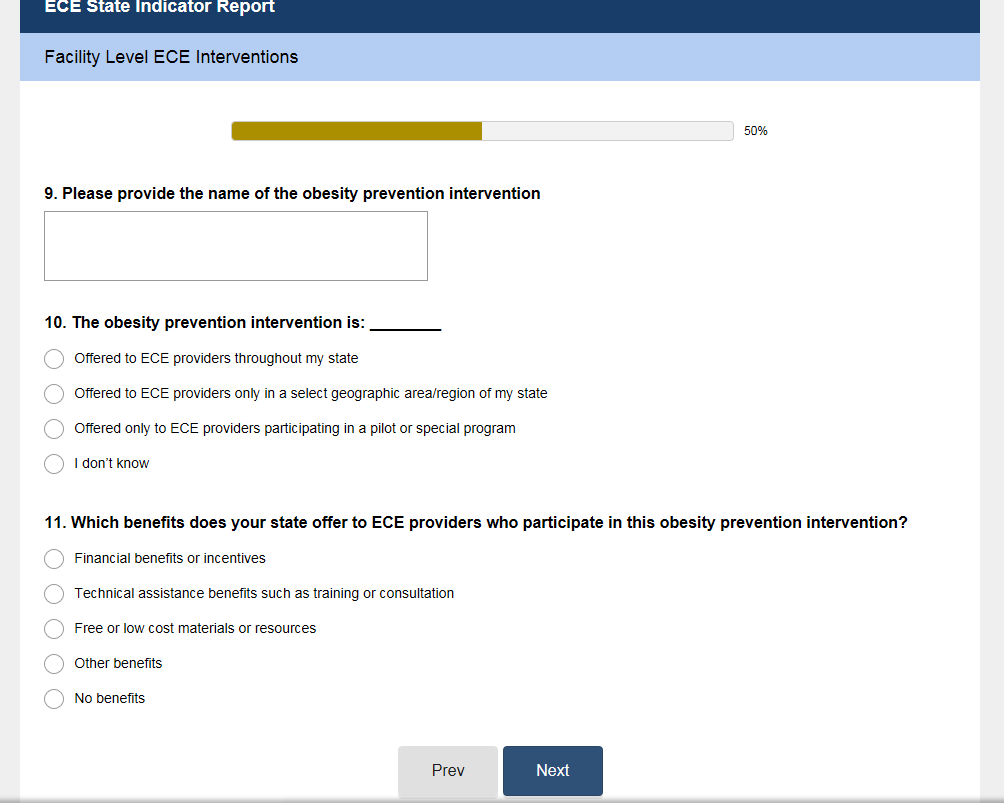 ECE State Indicator Report
Facility Level ECE Interventions
50%
9. Please provide the name of the obesity prevention intervention
10. The obesity prevention intervention is: ________
Offered to ECE providers throughout my state
Offered to ECE providers only in a select geographic area/region of my state
Offered only to ECE providers participating in a pilot or special program
I don't know
11. Which benefits does your state offer to ECE providers who participate in this obesity prevention intervention?
Financial benefits or incentives
Technical assistance benefits such as training or consultation
Free or low cost materials or resources
Other benefits
No benefits
Prev
Next